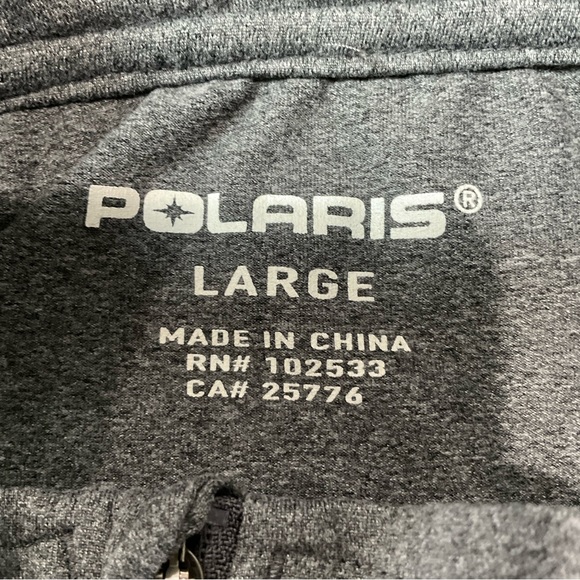 POLARIS®
LARGE
MADE IN CHINA
RN# 102533
CA# 25776